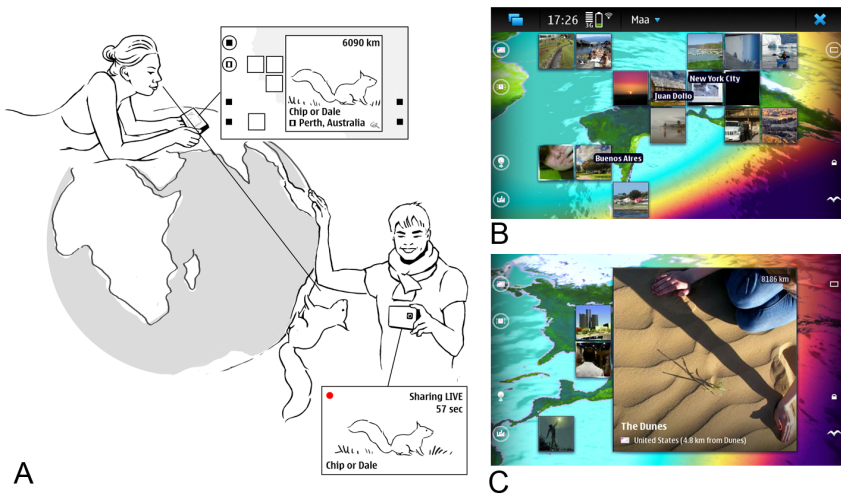 6090 km
Chip or Dale
Perth, Australia
Sharing LIVE
57 sec
Chip or Dale
A
17:26
3G
Maa
New York City
Juan Dolio
Buenos Aires
B
8186 km
The Dunes
United States (4.8 km from Dunes)
C